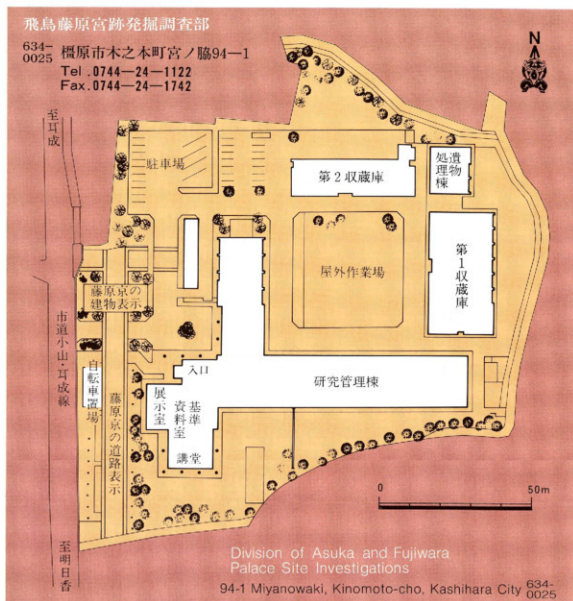 飛鳥藤原宮跡発掘調査部
634-
0025 橿原市木之本町宮ノ脇94—1
Tel .0744—24—1122
Fax.0744—24—1742
N
至耳成
駐車場
第2収蔵庫
遺物
処理棟
第1収蔵庫
屋外作業場
藤原京の
建物表示
市道小山・耳成線
自転車置場
藤原京の道路表示
入口
展示室
基準
資料室
講堂
研究管理棟
0 50m
至明日香
Division of Asuka and Fujiwara
Palace Site Investigations
94-1 Miyanowaki, Kinomoto-cho, Kashihara City 634-
0025